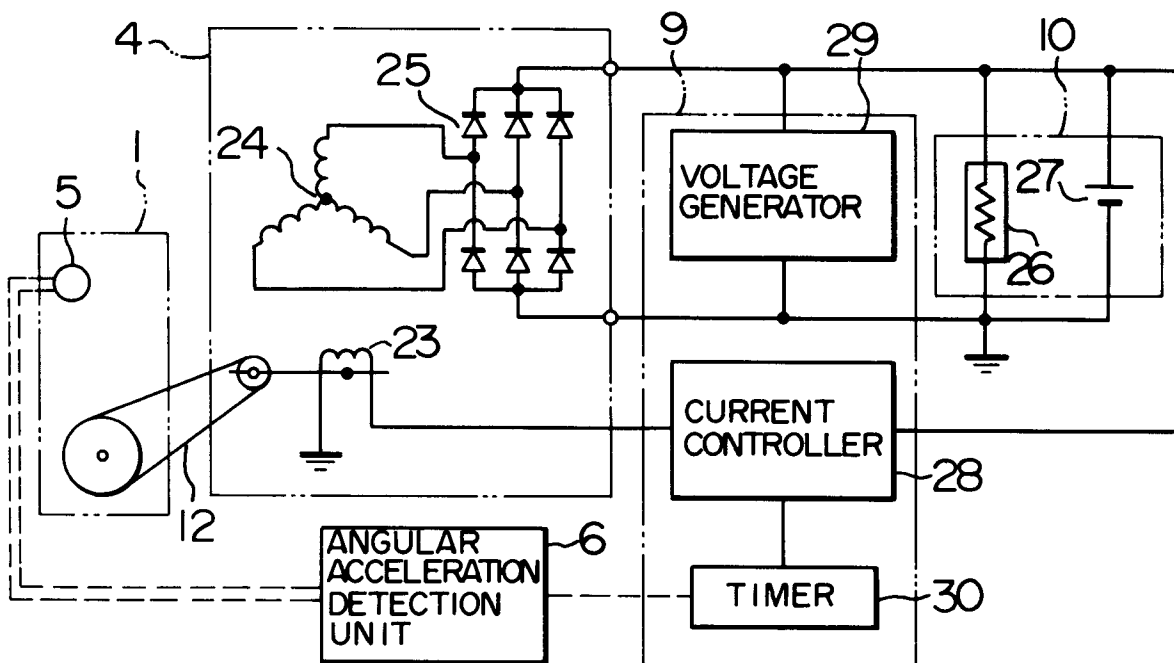 4
9
29
10
25
1
24
5
VOLTAGE
GENERATOR
27
26
23
CURRENT
CONTROLLER
28
12
ANGULAR
ACCELERATION
DETECTION
UNIT
6
TIMER
30